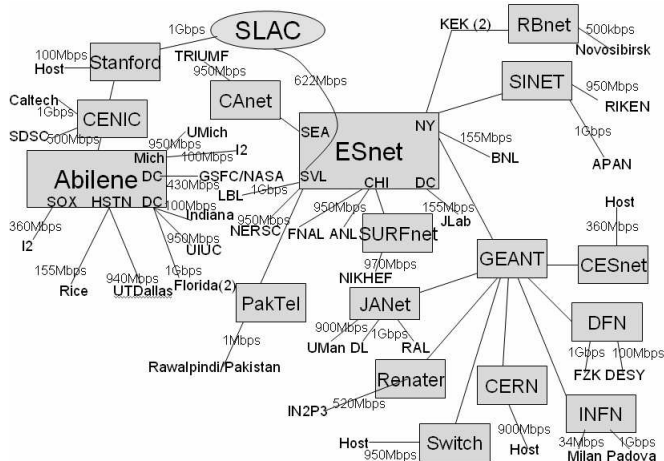 1Gbps
SLAC
KEK (2)
RBnet
500kbps
Novosibirsk
100Mbps
Host
Stanford
TRIUMF
950Mbps
622Mbps
CAnet
SINET
950Mbps
RIKEN
Caltech
1Gbps
CENIC
SDSC
500Mbps
UMich
950Mbps
Mich
I2
100Mbps
SEA
NY
ESnet
155Mbps
BNL
1Gbps
APAN
Abilene
DC
430Mbps
GSFC/NASA
LBL
1Gbps
SVL
CHI
DC
SOX
HSTN
DC
100Mbps
Indiana
950Mbps
NERSC
950Mbps
FNAL
ANL
155Mbps
JLab
Host
360Mbps
360Mbps
I2
950Mbps
UIUC
SURFnet
970Mbps
NIKHEF
GEANT
CESnet
155Mbps
Rice
940Mbps
UTDallas
1Gbps
Florida(2)
PakTel
JANet
DFN
1Mbps
Rawalpindi/Pakistan
900Mbps
UMan
1Gbps
DL
RAL
1Gbps
100Mbps
FZK
DESY
Renater
520Mbps
IN2P3
CERN
900Mbps
Host
INFN
34Mbps
1Gbps
Milan
Padova
Host
950Mbps
Switch